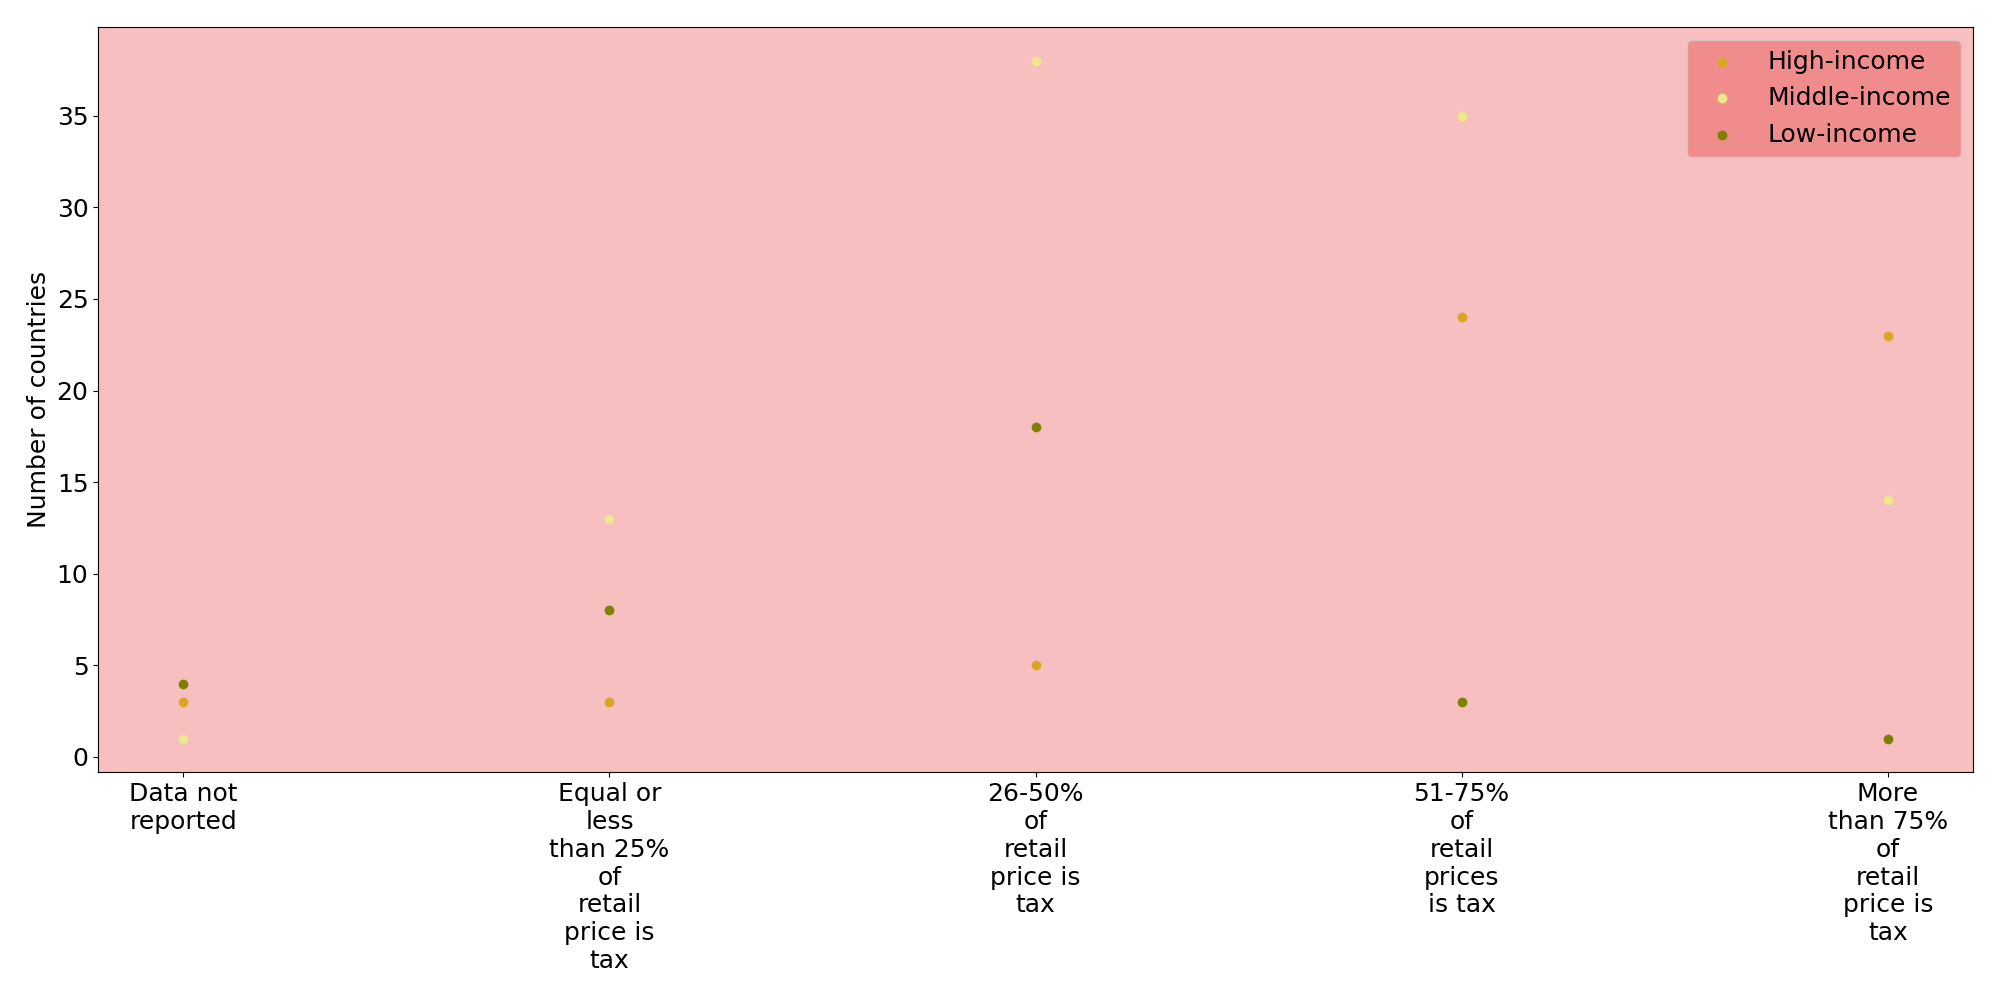 High-income
Middle-income
Low-income
Number of countries
35
30
25
20
15
10
5
0
Data not
reported
Equal or
less
than 25%
of
retail
price is
tax
26-50%
of
retail
price is
tax
51-75%
of
retail
prices
is tax
More
than 75%
of
retail
price is
tax